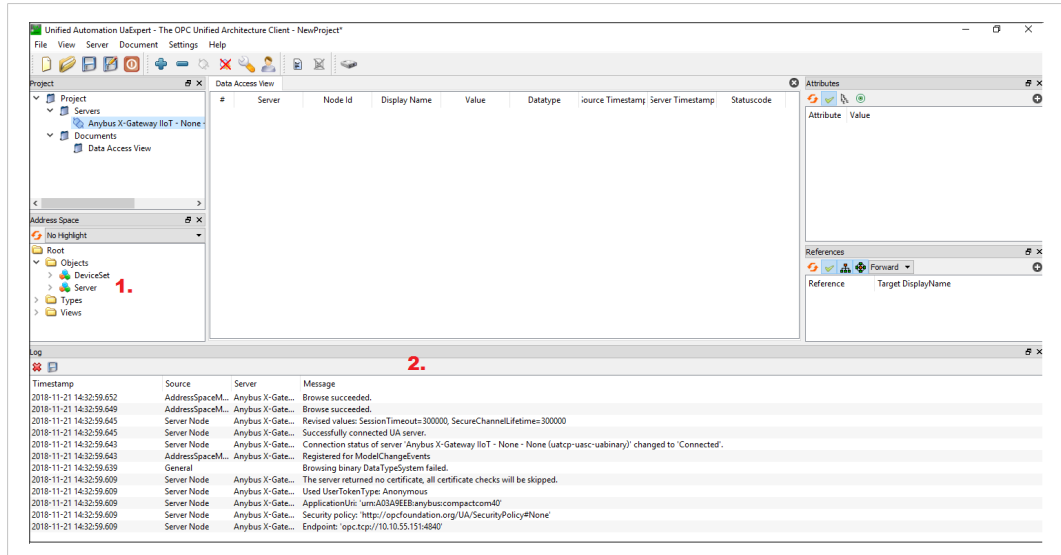 Unified Automation UaExpert - The OPC Unified Architecture Client - NewProject*
File View Server Document Settings Help
Project
Project
Servers
Anybus X-Gateway IIoT - None -
Documents
Data Access View
Address Space
No Highlight
Root
Objects
DeviceSet
Server
Types
Views
1.
Data Access View
# Server Node Id Display Name Value Datatype Source Timestamp Server Timestamp Statuscode
Attributes
Attribute Value
References
Forward
Reference Target DisplayName
Log
2.
Timestamp Source Server Message
2018-11-21 14:32:59.652 AddressSpaceM... Anybus X-Gate... Browse succeeded.
2018-11-21 14:32:59.649 AddressSpaceM... Anybus X-Gate... Browse succeeded.
2018-11-21 14:32:59.645 Server Node Anybus X-Gate... Revised values: SessionTimeout=300000, SecureChannelLifetime=300000
2018-11-21 14:32:59.645 Server Node Anybus X-Gate... Successfully connected UA server.
2018-11-21 14:32:59.645 Server Node Anybus X-Gate... Connection status of server 'Anybus X-Gateway IIoT - None - None (uatcp-uasc-uabinary)' changed to 'Connected'.
2018-11-21 14:32:59.643 AddressSpaceM... Anybus X-Gate... Registered for ModelChangeEvents
2018-11-21 14:32:59.639 General Browsing binary DataTypeSystem failed.
2018-11-21 14:32:59.609 Server Node Anybus X-Gate... The server returned no certificate, all certificate checks will be skipped.
2018-11-21 14:32:59.609 Server Node Anybus X-Gate... Used UserTokenType: Anonymous
2018-11-21 14:32:59.609 Server Node Anybus X-Gate... ApplicationUri: 'urn:A03A9EEB:anybus:compactcom40'
2018-11-21 14:32:59.609 Server Node Anybus X-Gate... Security policy: 'http://opcfoundation.org/UA/SecurityPolicy#None'
2018-11-21 14:32:59.609 Server Node Anybus X-Gate... Endpoint: 'opc.tcp://10.10.55.151:4840'